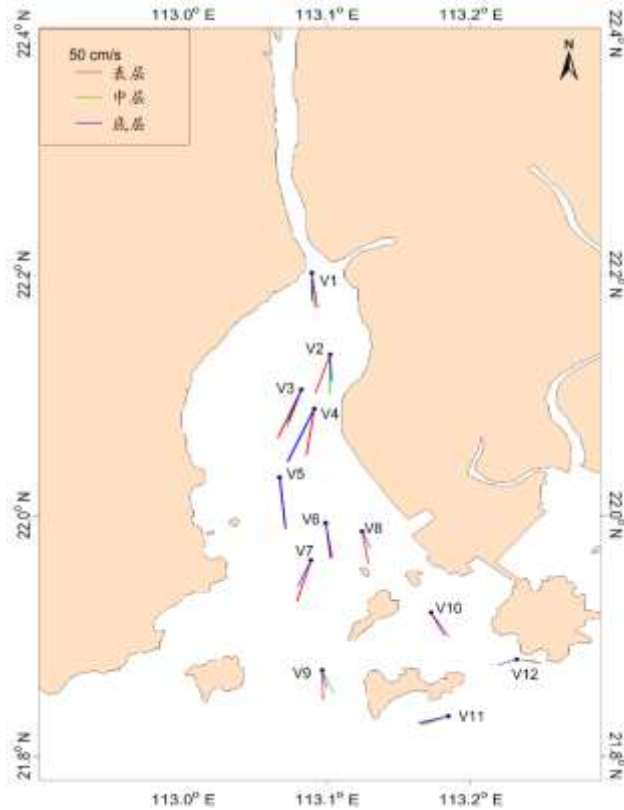 113.0° E 113.1° E 113.2° E
22.4° N 22.4° N
50 cm/s
表层
中层
底层
N
22.2° N 22.2° N
V1
V2
V3
V4
V5
22.0° N 22.0° N
V6
V8
V7
V10
V9
V12
V11
21.8° N 21.8° N
113.0° E 113.1° E 113.2° E